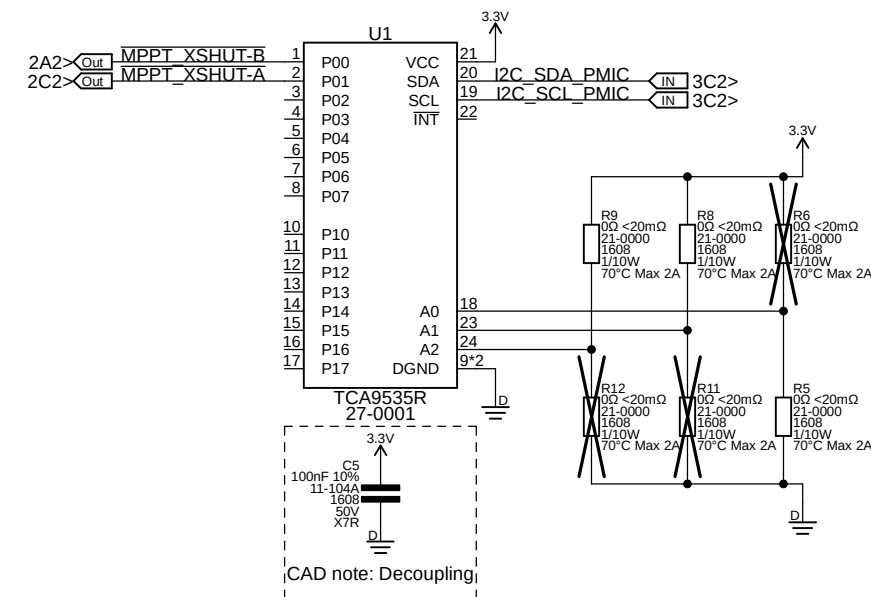 U1
3.3V
2A2> Out MPPT_XSHUT-B 1 P00 VCC 21
2C2> Out MPPT_XSHUT-A 2 P01 SDA 20 I2C_SDA_PMIC IN 3C2>
3 P02 SCL 19 I2C_SCL_PMIC IN 3C2>
4 P03 INT 22
5 P04
6 P05
7 P06
8 P07
10 P10
11 P11
12 P12
13 P13
14 P14 A0 18
15 P15 A1 23
16 P16 A2 24
17 P17 DGND 9*2
D
TCA9535R
27-0001
3.3V
R9
0Ω <20mΩ
21-0000
1608
1/10W
70°C Max 2A
R8
0Ω <20mΩ
21-0000
1608
1/10W
70°C Max 2A
R6
0Ω <20mΩ
21-0000
1608
1/10W
70°C Max 2A
R12
0Ω <20mΩ
21-0000
1608
1/10W
70°C Max 2A
R11
0Ω <20mΩ
21-0000
1608
1/10W
70°C Max 2A
R5
0Ω <20mΩ
21-0000
1608
1/10W
70°C Max 2A
D
3.3V
C5
100nF 10%
11-104A
1608
50V
X7R
D
CAD note: Decoupling